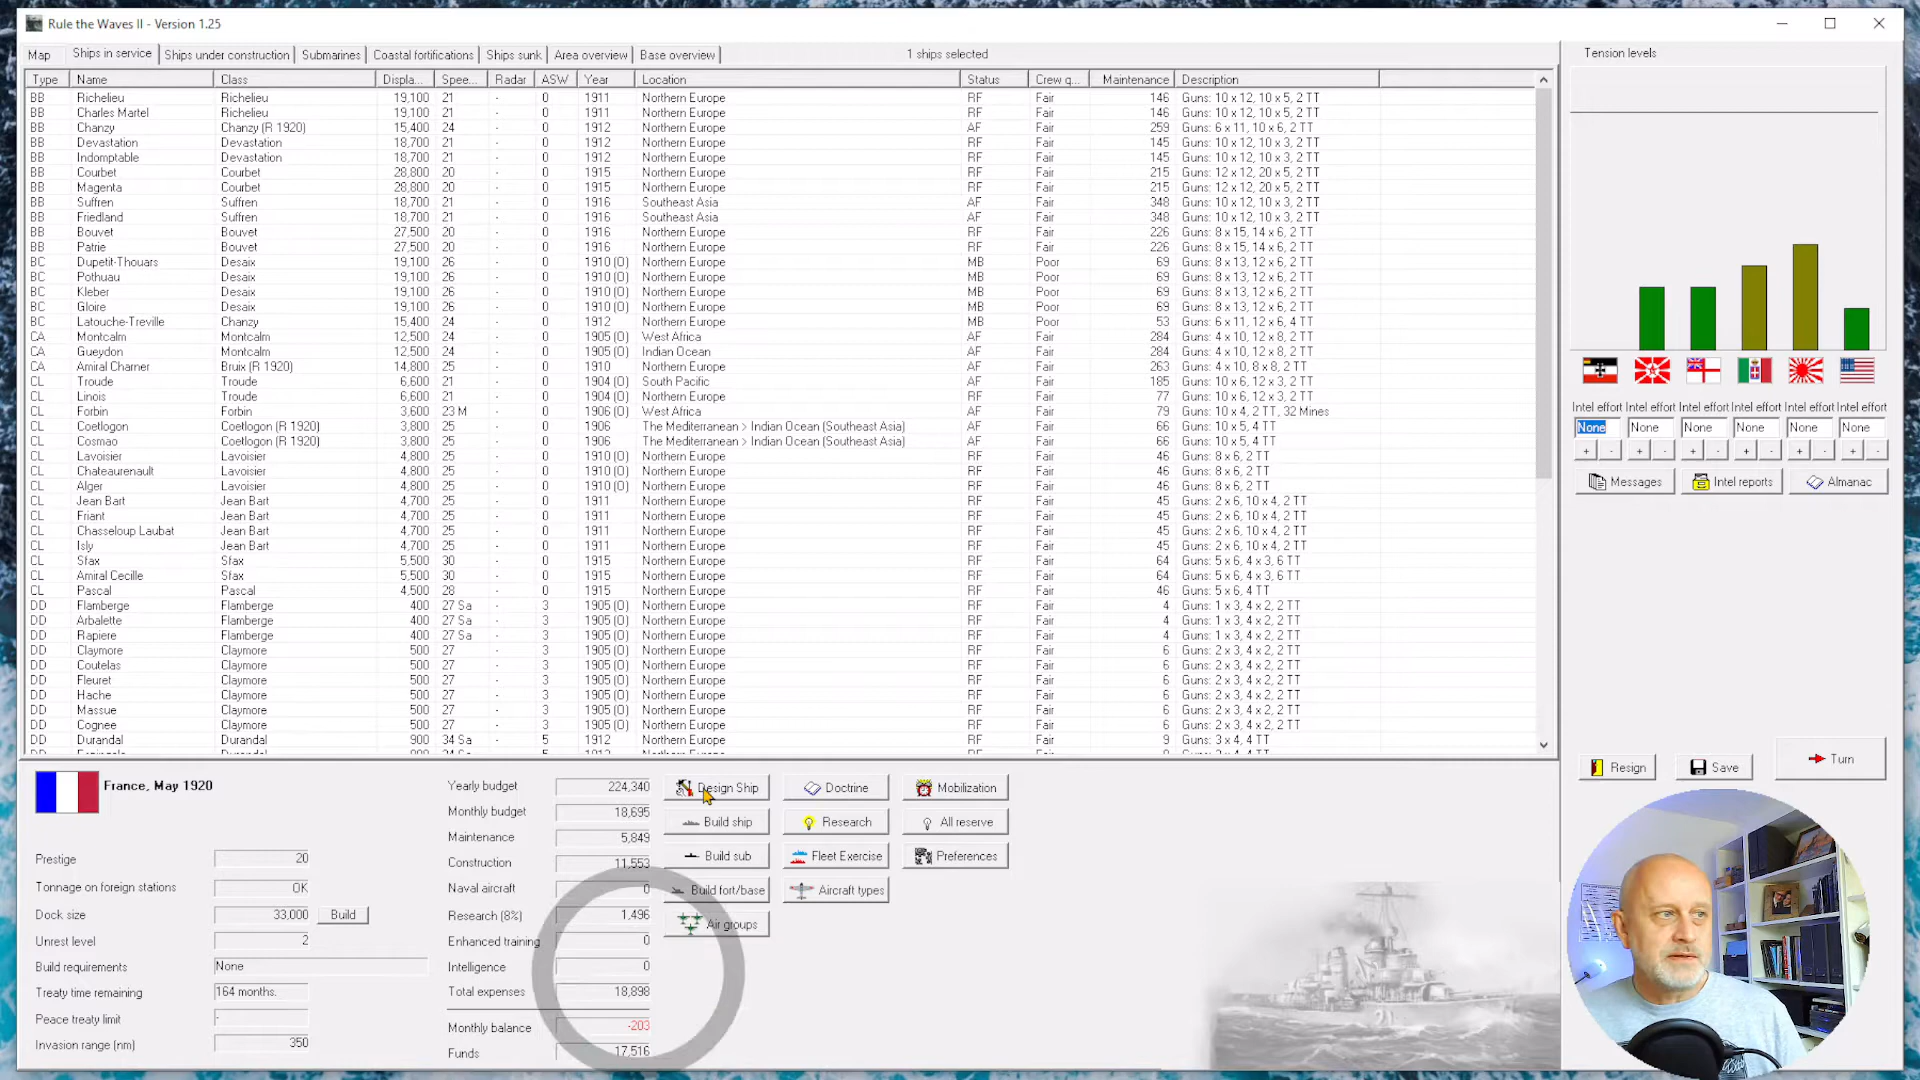 Rule the Waves II - Version 1.25
Map Ships in service Ships under construction Submarines Coastal fortifications Ships sunk Area overview Base overview 1 ships selected Tension levels
Type Name Class Displa... Spee... Radar ASW Year Location Status Crew q... Maintenance Description
BB Richelieu Richelieu 19,100 21 - 0 1911 Northern Europe RF Fair 146 Guns: 10 x 12, 10 x 5, 2 TT
BB Charles Martel Richelieu 19,100 21 - 0 1911 Northern Europe RF Fair 146 Guns: 10 x 12, 10 x 5, 2 TT
BB Chanzy Chanzy (R 1920) 15,400 24 - 0 1912 Northern Europe AF Fair 259 Guns: 6 x 11, 10 x 6, 2 TT
BB Devastation Devastation 18,700 21 - 0 1912 Northern Europe RF Fair 145 Guns: 10 x 12, 10 x 3, 2 TT
BB Indomptable Devastation 18,700 21 - 0 1912 Northern Europe RF Fair 145 Guns: 10 x 12, 10 x 3, 2 TT
BB Courbet Courbet 28,800 20 - 0 1915 Northern Europe RF Fair 215 Guns: 12 x 12, 20 x 5, 2 TT
BB Magenta Courbet 28,800 20 - 0 1915 Northern Europe RF Fair 215 Guns: 12 x 12, 20 x 5, 2 TT
BB Suffren Suffren 18,700 21 - 0 1916 Southeast Asia AF Fair 348 Guns: 10 x 12, 10 x 3, 2 TT
BB Friedland Suffren 18,700 21 - 0 1916 Southeast Asia AF Fair 348 Guns: 10 x 12, 10 x 3, 2 TT
BB Bouvet Bouvet 27,500 20 - 0 1916 Northern Europe RF Fair 226 Guns: 8 x 15, 14 x 6, 2 TT
BB Patrie Bouvet 27,500 20 - 0 1916 Northern Europe RF Fair 226 Guns: 8 x 15, 14 x 6, 2 TT
BC Dupetit-Thouars Desaix 19,100 26 - 0 1910 (O) Northern Europe MB Poor 69 Guns: 8 x 13, 12 x 6, 2 TT
BC Pothuau Desaix 19,100 26 - 0 1910 (O) Northern Europe MB Poor 69 Guns: 8 x 13, 12 x 6, 2 TT
BC Kleber Desaix 19,100 26 - 0 1910 (O) Northern Europe MB Poor 69 Guns: 8 x 13, 12 x 6, 2 TT
BC Gloire Desaix 19,100 26 - 0 1910 (O) Northern Europe MB Poor 69 Guns: 8 x 13, 12 x 6, 2 TT
BC Latouche-Treville Chanzy 15,400 24 - 0 1912 Northern Europe MB Poor 53 Guns: 6 x 11, 12 x 6, 4 TT
CA Montcalm Montcalm 12,500 24 - 0 1905 (O) West Africa AF Fair 284 Guns: 4 x 10, 12 x 8, 2 TT
CA Gueydon Montcalm 12,500 24 - 0 1905 (O) Indian Ocean AF Fair 284 Guns: 4 x 10, 12 x 8, 2 TT
CA Amiral Charner Bruix (R 1920) 14,800 25 - 0 1910 Northern Europe AF Fair 263 Guns: 4 x 10, 8 x 8, 2 TT
CL Troude Troude 6,600 21 - 0 1904 (O) South Pacific AF Fair 185 Guns: 10 x 6, 12 x 3, 2 TT
CL Linois Troude 6,600 21 - 0 1904 (O) Northern Europe RF Fair 77 Guns: 10 x 6, 12 x 3, 2 TT
CL Forbin Forbin 3,600 23 M - 0 1906 (O) West Africa AF Fair 79 Guns: 10 x 4, 2 TT, 32 Mines
CL Coetlogon Coetlogon (R 1920) 3,800 25 - 0 1906 The Mediterranean > Indian Ocean (Southeast Asia) AF Fair 66 Guns: 10 x 5, 4 TT
CL Cosmao Coetlogon (R 1920) 3,800 25 - 0 1906 The Mediterranean > Indian Ocean (Southeast Asia) AF Fair 66 Guns: 10 x 5, 4 TT
CL Lavoisier Lavoisier 4,800 25 - 0 1910 (O) Northern Europe RF Fair 46 Guns: 8 x 6, 2 TT
CL Chateaurenault Lavoisier 4,800 25 - 0 1910 (O) Northern Europe RF Fair 46 Guns: 8 x 6, 2 TT
CL Alger Lavoisier 4,800 25 - 0 1910 (O) Northern Europe RF Fair 46 Guns: 8 x 6, 2 TT
CL Jean Bart Jean Bart 4,700 25 - 0 1911 Northern Europe RF Fair 45 Guns: 2 x 6, 10 x 4, 2 TT
CL Friant Jean Bart 4,700 25 - 0 1911 Northern Europe RF Fair 45 Guns: 2 x 6, 10 x 4, 2 TT
CL Chasseloup Laubat Jean Bart 4,700 25 - 0 1911 Northern Europe RF Fair 45 Guns: 2 x 6, 10 x 4, 2 TT
CL Isly Jean Bart 4,700 25 - 0 1911 Northern Europe RF Fair 45 Guns: 2 x 6, 10 x 4, 2 TT
CL Sfax Sfax 5,500 30 - 0 1915 Northern Europe RF Fair 64 Guns: 5 x 6, 4 x 3, 6 TT
CL Amiral Cecille Sfax 5,500 30 - 0 1915 Northern Europe RF Fair 64 Guns: 5 x 6, 4 x 3, 6 TT
CL Pascal Pascal 4,500 28 - 0 1915 Northern Europe RF Fair 46 Guns: 5 x 6, 4 TT
DD Flamberge Flamberge 400 27 Sa - 3 1905 (O) Northern Europe RF Fair 4 Guns: 1 x 3, 4 x 2, 2 TT
DD Arbalette Flamberge 400 27 Sa - 3 1905 (O) Northern Europe RF Fair 4 Guns: 1 x 3, 4 x 2, 2 TT
DD Rapiere Flamberge 400 27 Sa - 3 1905 (O) Northern Europe RF Fair 4 Guns: 1 x 3, 4 x 2, 2 TT
DD Claymore Claymore 500 27 - 3 1905 (O) Northern Europe RF Fair 6 Guns: 2 x 3, 4 x 2, 2 TT
DD Coutelas Claymore 500 27 - 3 1905 (O) Northern Europe RF Fair 6 Guns: 2 x 3, 4 x 2, 2 TT
DD Fleuret Claymore 500 27 - 3 1905 (O) Northern Europe RF Fair 6 Guns: 2 x 3, 4 x 2, 2 TT
DD Hache Claymore 500 27 - 3 1905 (O) Northern Europe RF Fair 6 Guns: 2 x 3, 4 x 2, 2 TT
DD Massue Claymore 500 27 - 3 1905 (O) Northern Europe RF Fair 6 Guns: 2 x 3, 4 x 2, 2 TT
DD Cognee Claymore 500 27 - 3 1905 (O) Northern Europe RF Fair 6 Guns: 2 x 3, 4 x 2, 2 TT
DD Durandal Durandal 900 34 Sa - 5 1912 Northern Europe RF Fair 9 Guns: 3 x 4, 4 TT
Intel effort Intel effort Intel effort Intel effort Intel effort Intel effort
None None None None None None
+ - + - + - + - + - + -
Messages Intel reports Almanac
Resign Save Turn
France, May 1920
Prestige 20
Tonnage on foreign stations OK
Dock size 33,000 Build
Unrest level 2
Build requirements None
Treaty time remaining 164 months.
Peace treaty limit -
Invasion range (nm) 350
Yearly budget 224,340
Monthly budget 18,695
Maintenance 5,849
Construction 11,553
Naval aircraft 0
Research (8%) 1,496
Enhanced training 0
Intelligence 0
Total expenses 18,898
Monthly balance -203
Funds 17,516
Design Ship Doctrine Mobilization
Build ship Research All reserve
Build sub Fleet Exercise Preferences
Build fort/base Aircraft types
Air groups